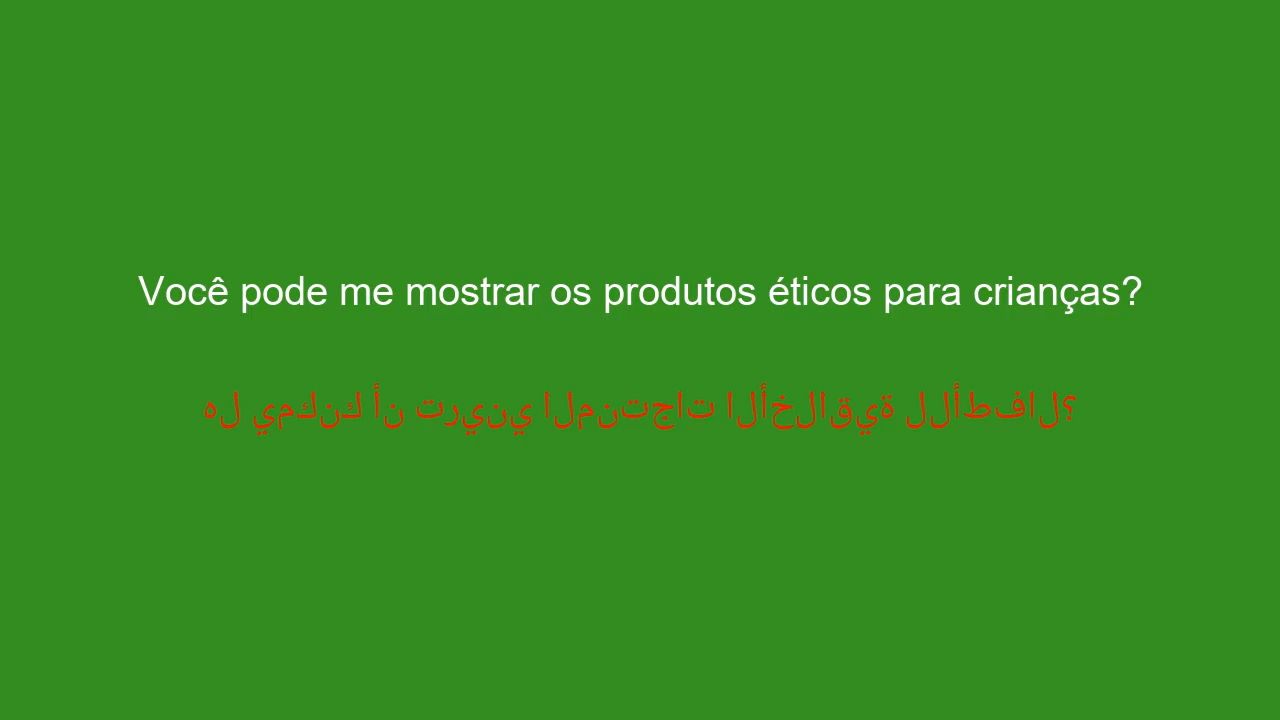 Você pode me mostrar os produtos éticos para crianças?
هل يمكنك أن تريني المنتجات الأخلاقية للأطفال؟